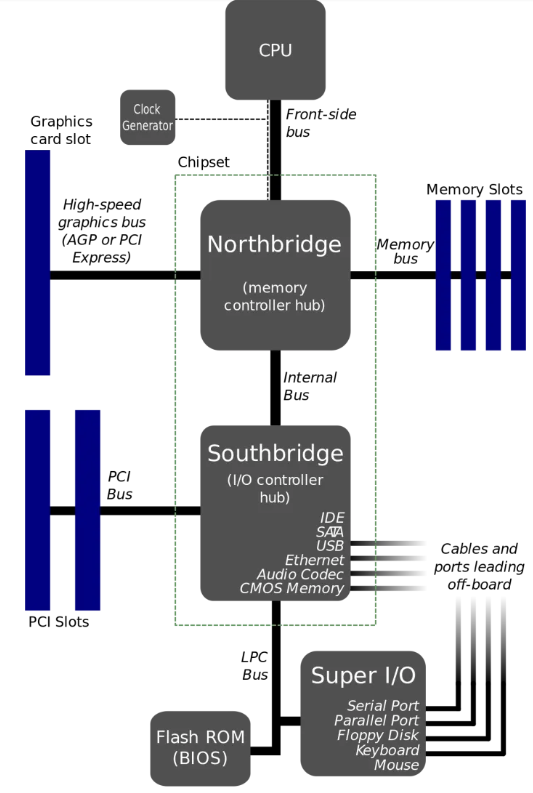 CPU
Clock
Generator
Front-side
bus
Graphics
card slot
Chipset
High-speed
graphics bus
(AGP or PCI
Express)
Northbridge
(memory
controller hub)
Memory Slots
Memory
bus
Internal
Bus
Southbridge
(I/O controller
hub)
PCI
Bus
IDE
SATA
USB
Ethernet
Audio Codec
CMOS Memory
Cables and
ports leading
off-board
PCI Slots
LPC
Bus
Super I/O
Serial Port
Parallel Port
Floppy Disk
Keyboard
Mouse
Flash ROM
(BIOS)